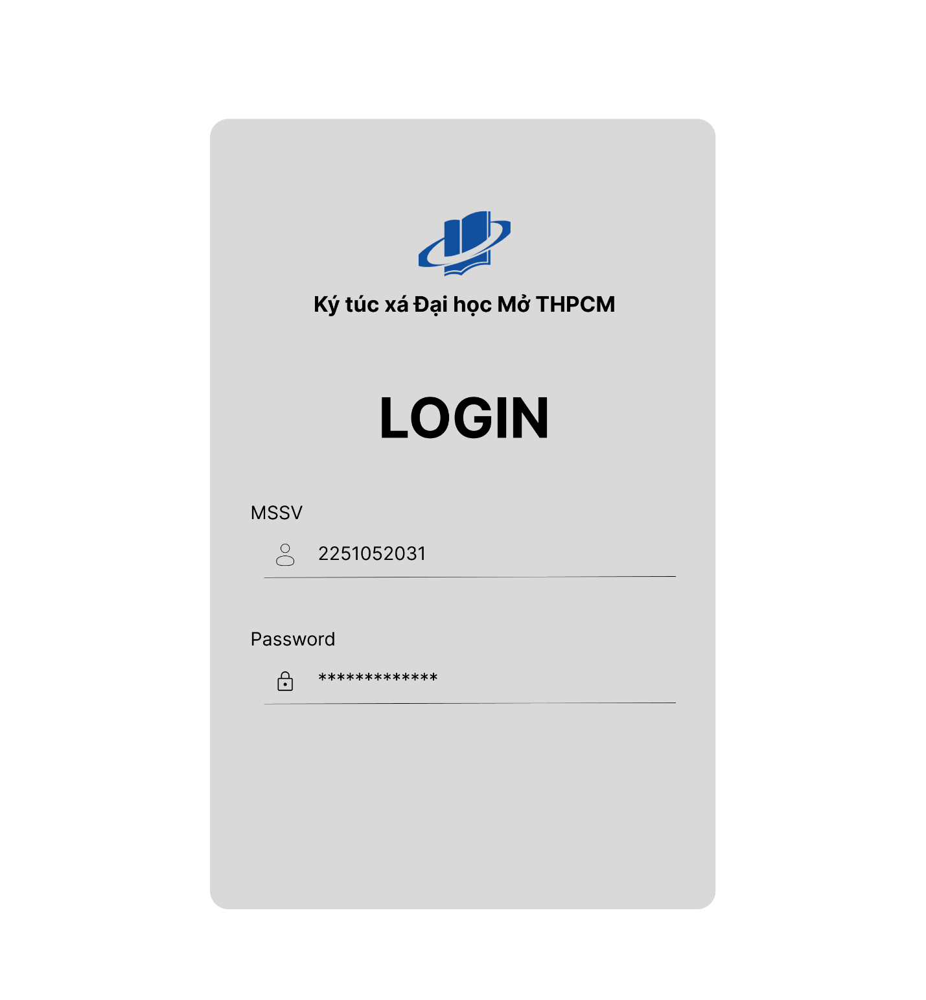 Ký túc xá Đại học Mở THPCM
LOGIN
MSSV
2251052031
Password
*************